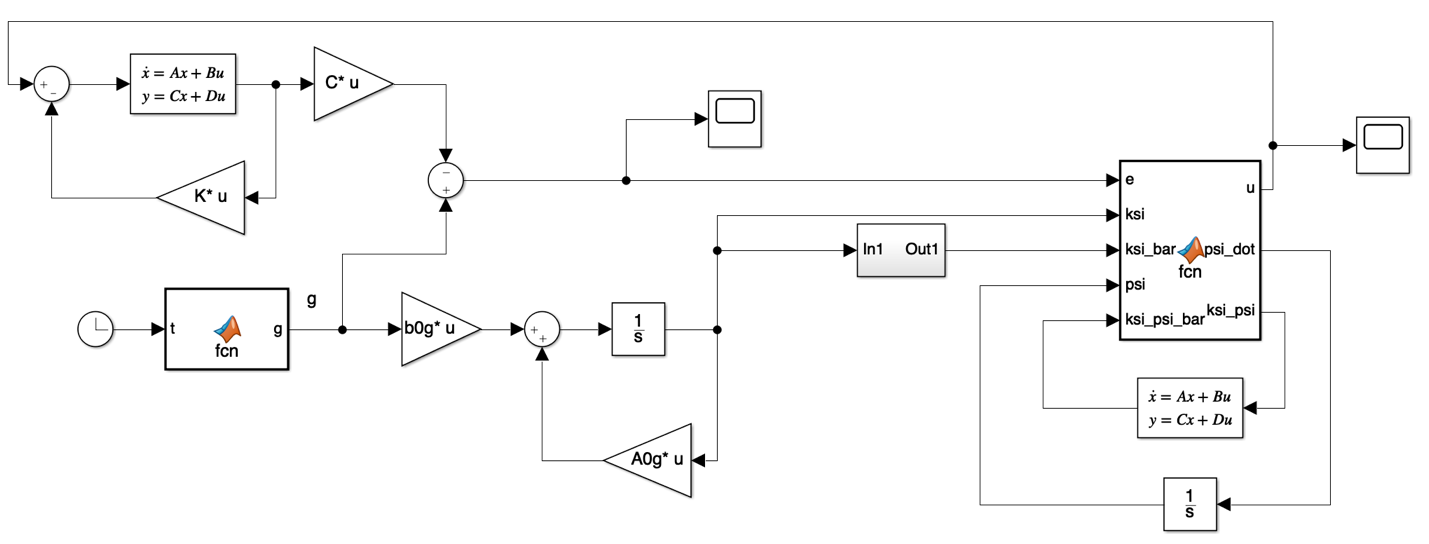 ẋ = Ax + Bu
y = Cx + Du
C* u
K* u
e
u
ksi
ksi_bar
psi_dot
fcn
psi
ksi_psi
ksi_psi_bar
In1
Out1
g
t
g
fcn
b0g* u
1
s
A0g* u
ẋ = Ax + Bu
y = Cx + Du
1
s